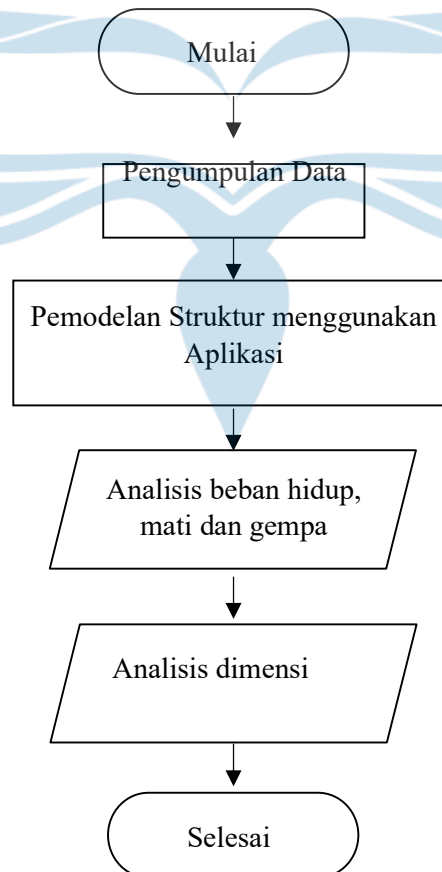 Mulai
Pengumpulan Data
Pemodelan Struktur menggunakan
Aplikasi
Analisis beban hidup,
mati dan gempa
Analisis dimensi
Selesai